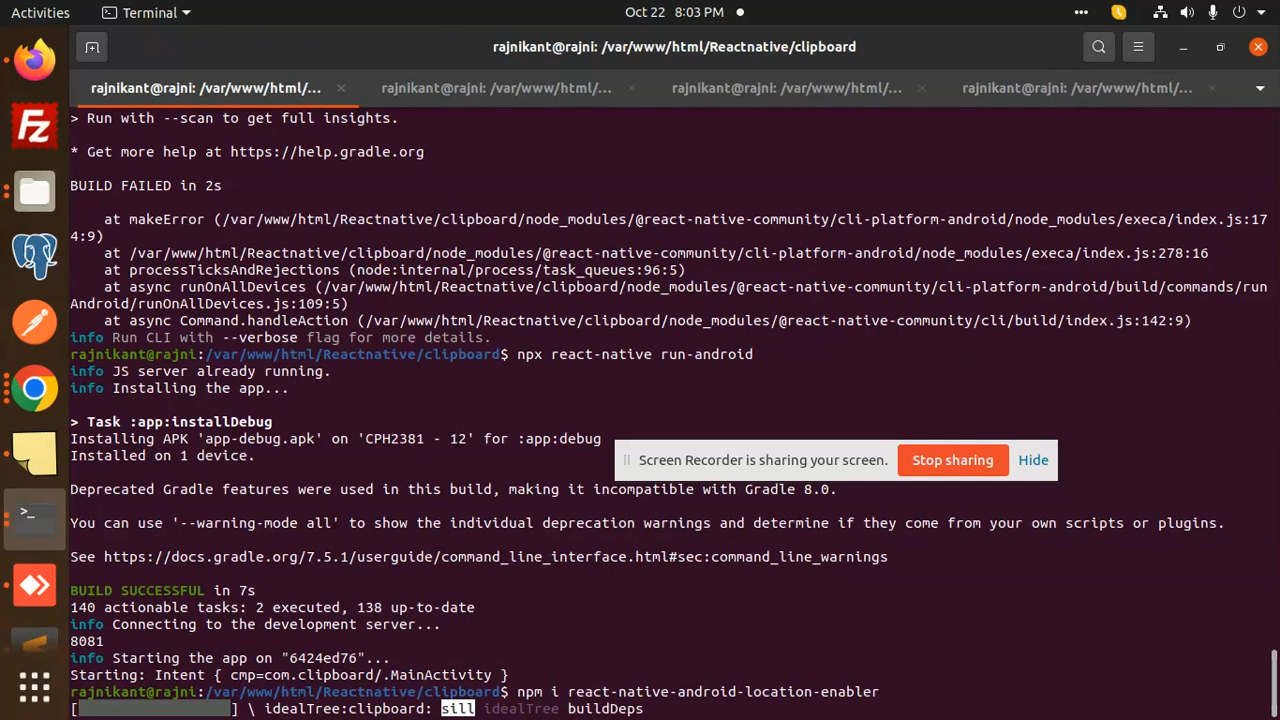 Activities
Terminal
Oct 22 8:03 PM
rajnikant@rajni: /var/www/html/Reactnative/clipboard
rajnikant@rajni: /var/www/html/...
rajnikant@rajni: /var/www/html/...
rajnikant@rajni: /var/www/html/...
rajnikant@rajni: /var/www/html/...
> Run with --scan to get full insights.
* Get more help at https://help.gradle.org
BUILD FAILED in 2s
at makeError (/var/www/html/Reactnative/clipboard/node_modules/@react-native-community/cli-platform-android/node_modules/execa/index.js:17
4:9)
at /var/www/html/Reactnative/clipboard/node_modules/@react-native-community/cli-platform-android/node_modules/execa/index.js:278:16
at processTicksAndRejections (node:internal/process/task_queues:96:5)
at async runOnAllDevices (/var/www/html/Reactnative/clipboard/node_modules/@react-native-community/cli-platform-android/build/commands/run
Android/runOnAllDevices.js:109:5)
at async Command.handleAction (/var/www/html/Reactnative/clipboard/node_modules/@react-native-community/cli/build/index.js:142:9)
info Run CLI with --verbose flag for more details.
rajnikant@rajni:/var/www/html/Reactnative/clipboard$ npx react-native run-android
info JS server already running.
info Installing the app...
> Task :app:installDebug
Installing APK 'app-debug.apk' on 'CPH2381 - 12' for :app:debug
Installed on 1 device.
Screen Recorder is sharing your screen. Stop sharing Hide
Deprecated Gradle features were used in this build, making it incompatible with Gradle 8.0.
You can use '--warning-mode all' to show the individual deprecation warnings and determine if they come from your own scripts or plugins.
See https://docs.gradle.org/7.5.1/userguide/command_line_interface.html#sec:command_line_warnings
BUILD SUCCESSFUL in 7s
140 actionable tasks: 2 executed, 138 up-to-date
info Connecting to the development server...
8081
info Starting the app on "6424ed76"...
Starting: Intent { cmp=com.clipboard/.MainActivity }
rajnikant@rajni:/var/www/html/Reactnative/clipboard$ npm i react-native-android-location-enabler
[ ] \ idealTree:clipboard: sill idealTree buildDeps